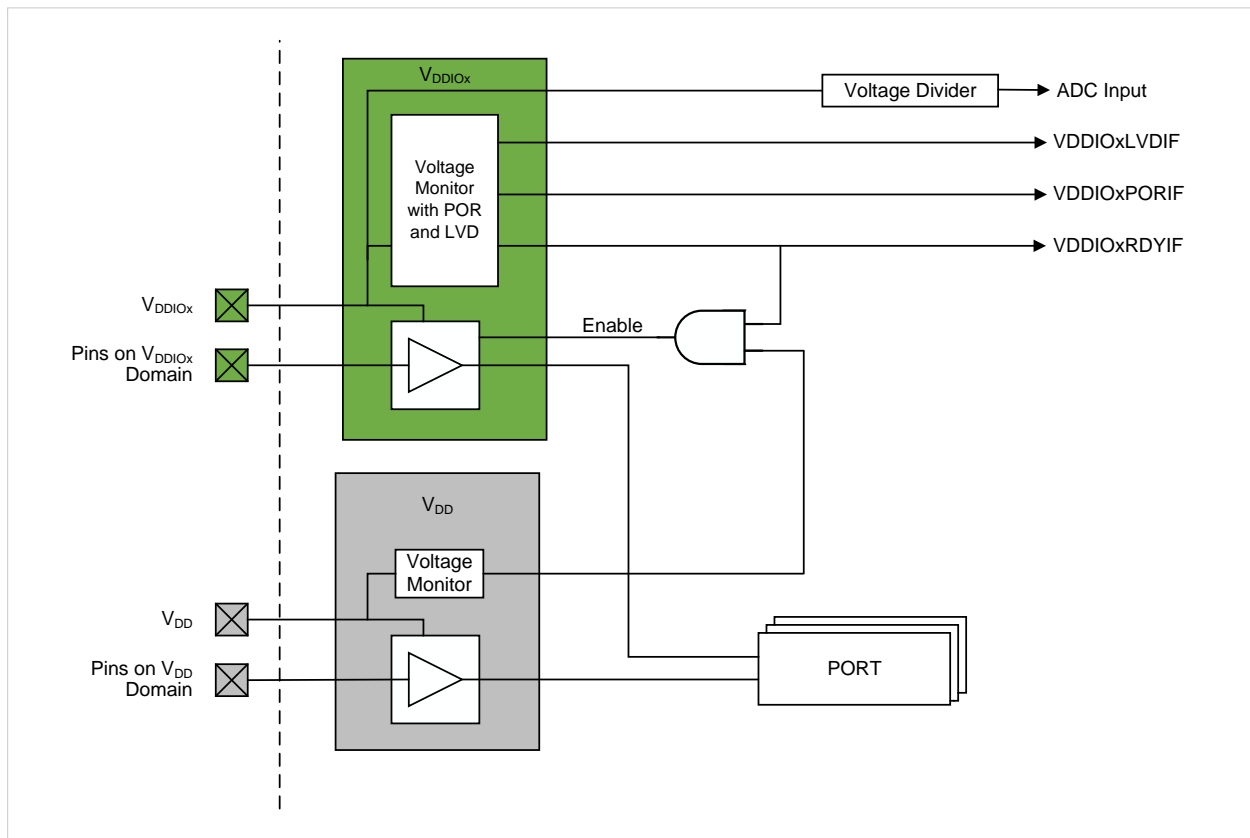 VDDIOx
Voltage Divider
ADC Input
Voltage
Monitor
with POR
and LVD
VDDIOxLVDIF
VDDIOxPORIF
VDDIOxRDYIF
VDDIOx
Enable
Pins on VDDIOx
Domain
VDD
Voltage
Monitor
VDD
Pins on VDD
Domain
PORT